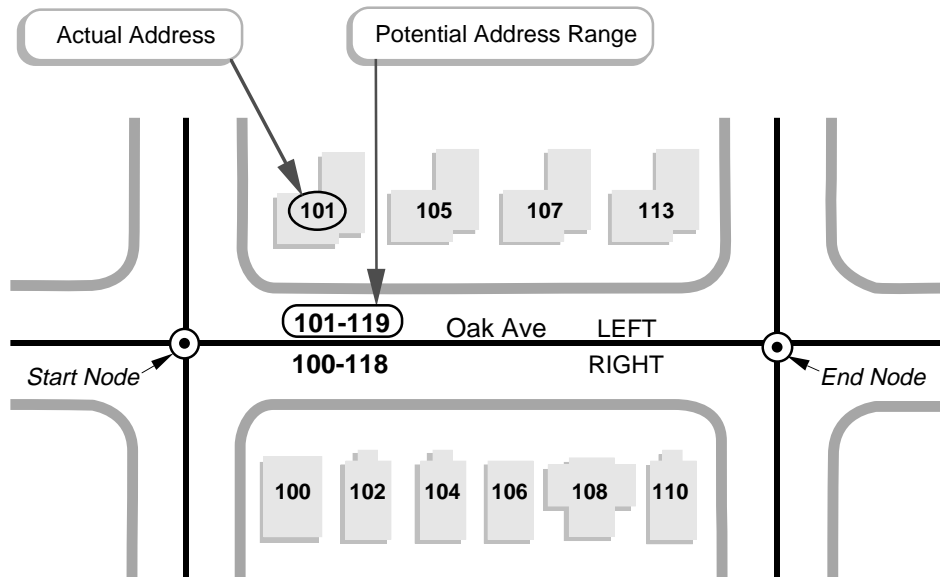 Actual Address
Potential Address Range
101
105
107
113
101-119
Oak Ave
LEFT
100-118
RIGHT
Start Node
End Node
100
102
104
106
108
110